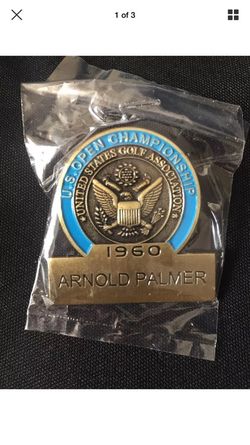 1 of 3
U.S. OPEN CHAMPIONSHIP
★UNITED STATES GOLF ASSOCIATION★
1960
ARNOLD PALMER